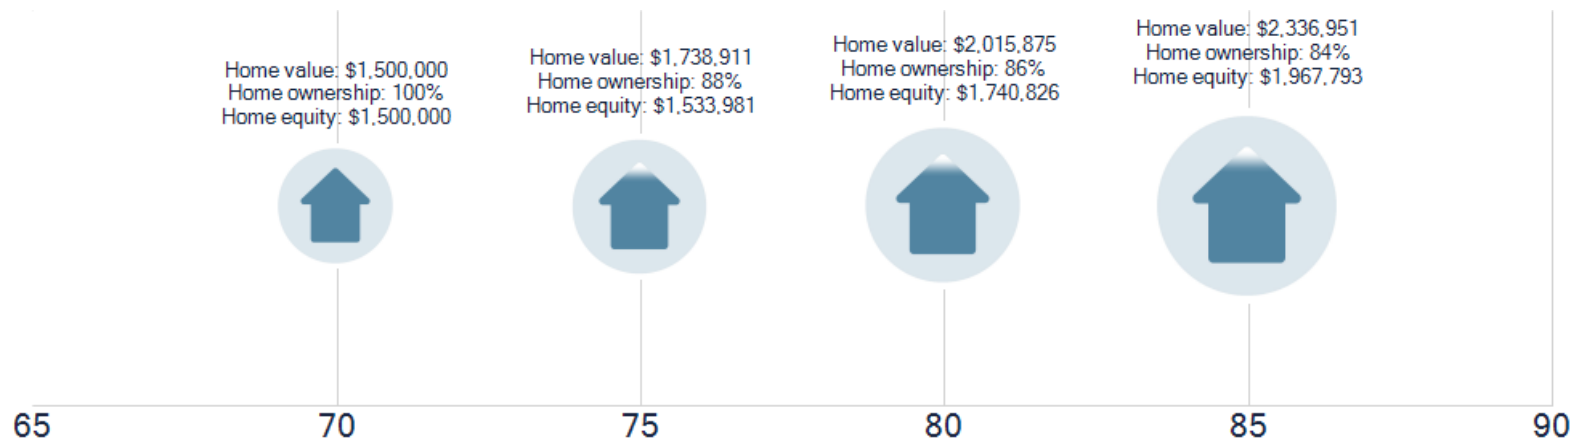 Home value: $1,500,000
Home ownership: 100%
Home equity: $1,500,000
Home value: $1,738,911
Home ownership: 88%
Home equity: $1,533,981
Home value: $2,015,875
Home ownership: 86%
Home equity: $1,740,826
Home value: $2,336,951
Home ownership: 84%
Home equity: $1,967,793
65 70 75 80 85 90